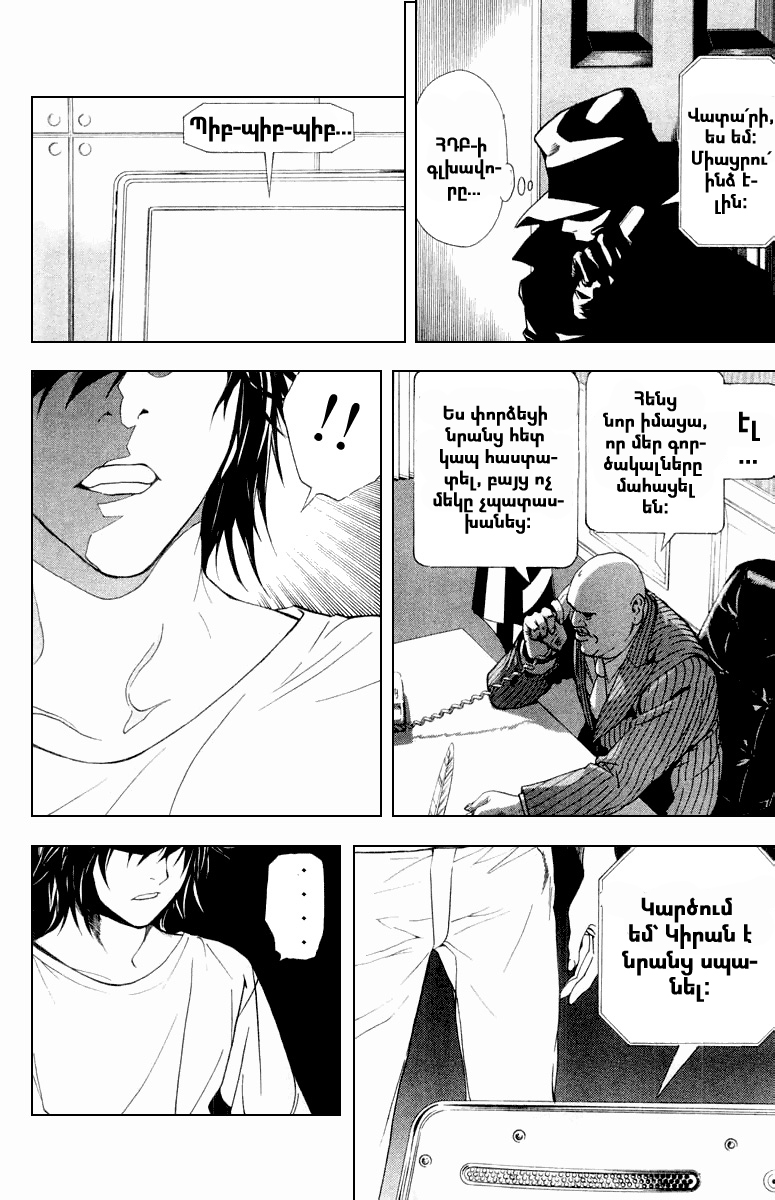 Վատա՛րի,
ես եմ:
Միացրու՛
ինձ է-
լին:
ՀԴԲ-ի
գլխավո-
րը...
Պիբ-պիբ-պիբ...
Էլ
...
Հենց
նոր իմացա,
որ մեր գոր-
ծակալները
մահացել
են:
Ես փորձեցի
նրանց հետ
կապ հաստա-
տել, բայց ոչ
մեկը չպատաս-
խանեց:
!!
Կարծում
եմ՝ Կիրան է
նրանց սպա-
նել:
....